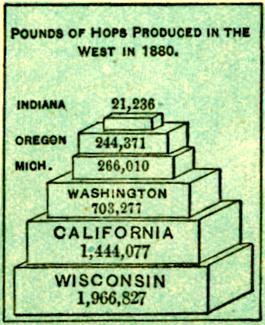 POUNDS OF HOPS PRODUCED IN THE
WEST IN 1880.
INDIANA 21,236
OREGON 244,371
MICH. 266,010
WASHINGTON
703,277
CALIFORNIA
1,444,077
WISCONSIN
1,966,827